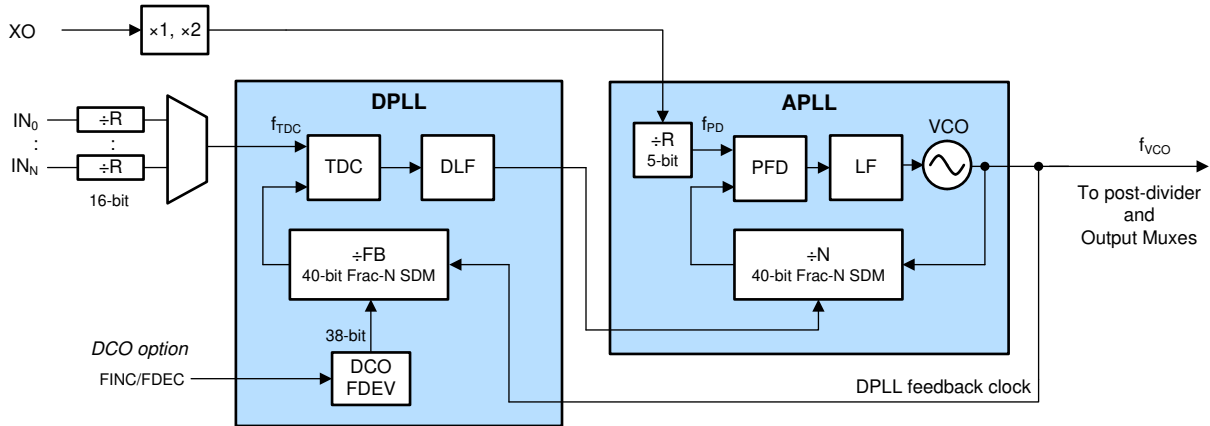 XO
×1, ×2
DPLL
APLL
IN0
:
INN
÷R
:
÷R
16-bit
fTDC
TDC
DLF
÷R
5-bit
fPD
PFD
LF
VCO
fVCO
To post-divider
and
Output Muxes
÷FB
40-bit Frac-N SDM
÷N
40-bit Frac-N SDM
38-bit
DCO option
FINC/FDEC
DCO
FDEV
DPLL feedback clock